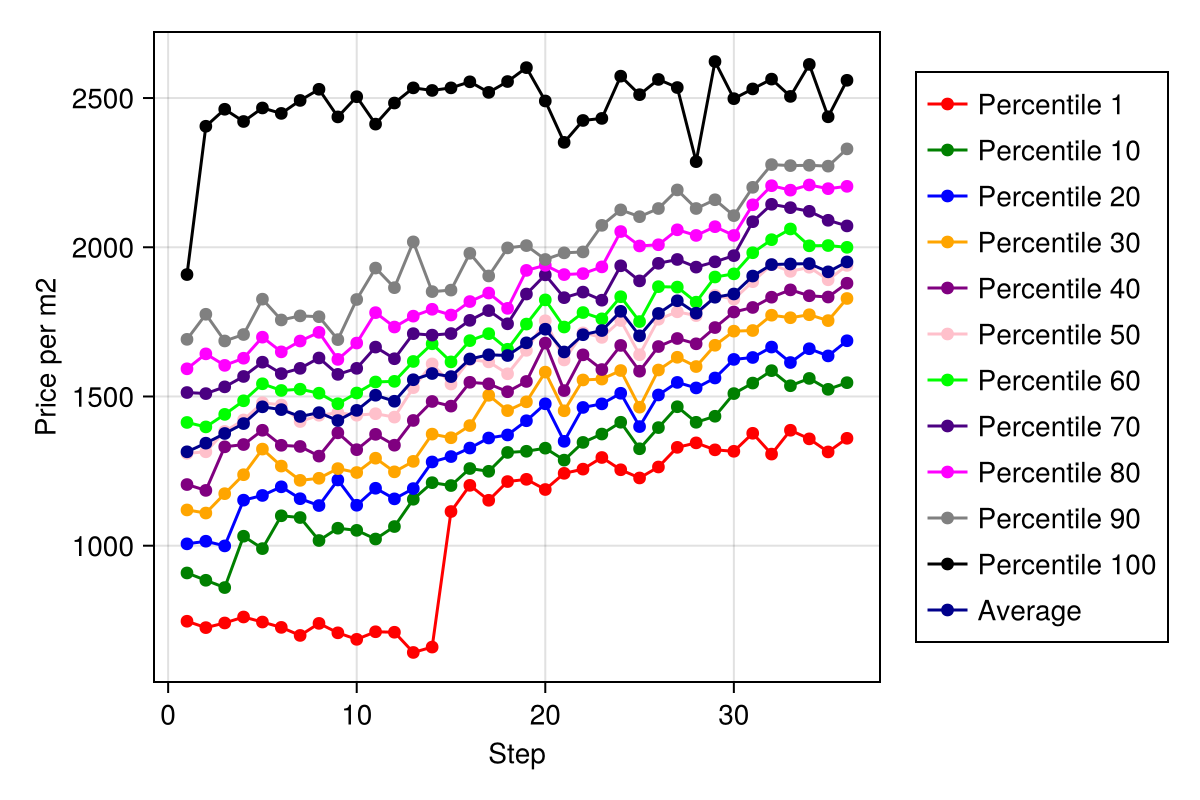 2500
2000
1500
1000
Price per m2
0 10 20 30
Step
Percentile 1
Percentile 10
Percentile 20
Percentile 30
Percentile 40
Percentile 50
Percentile 60
Percentile 70
Percentile 80
Percentile 90
Percentile 100
Average